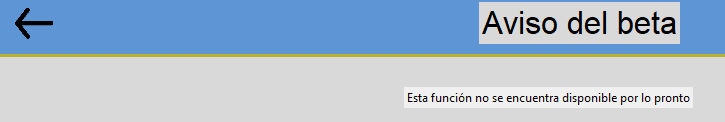 Aviso del beta
Esta función no se encuentra disponible por lo pronto